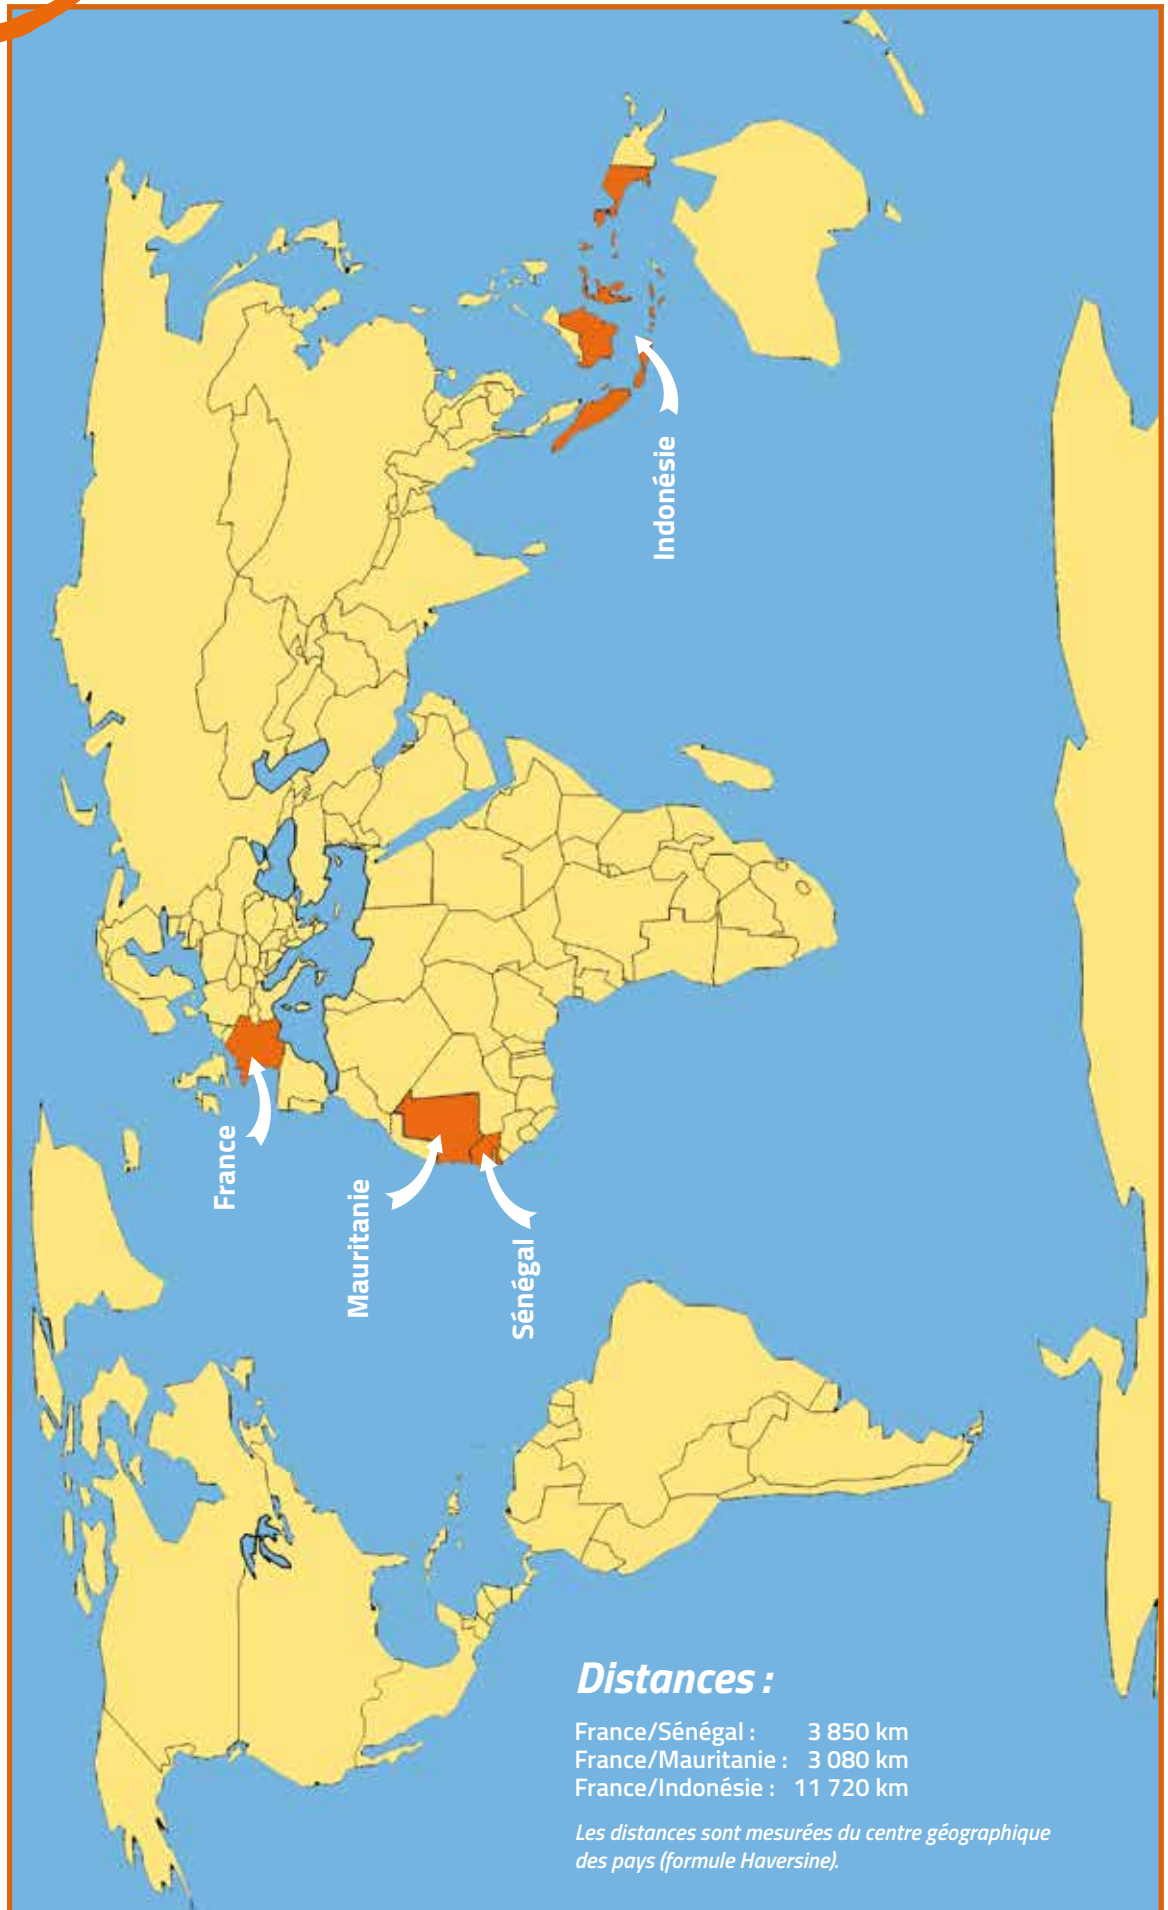 Indonésie
France
Mauritanie
Sénégal
Distances :
France/Sénégal : 3 850 km
France/Mauritanie : 3 080 km
France/Indonésie : 11 720 km
Les distances sont mesurées du centre géographique
des pays (formule Haversine).